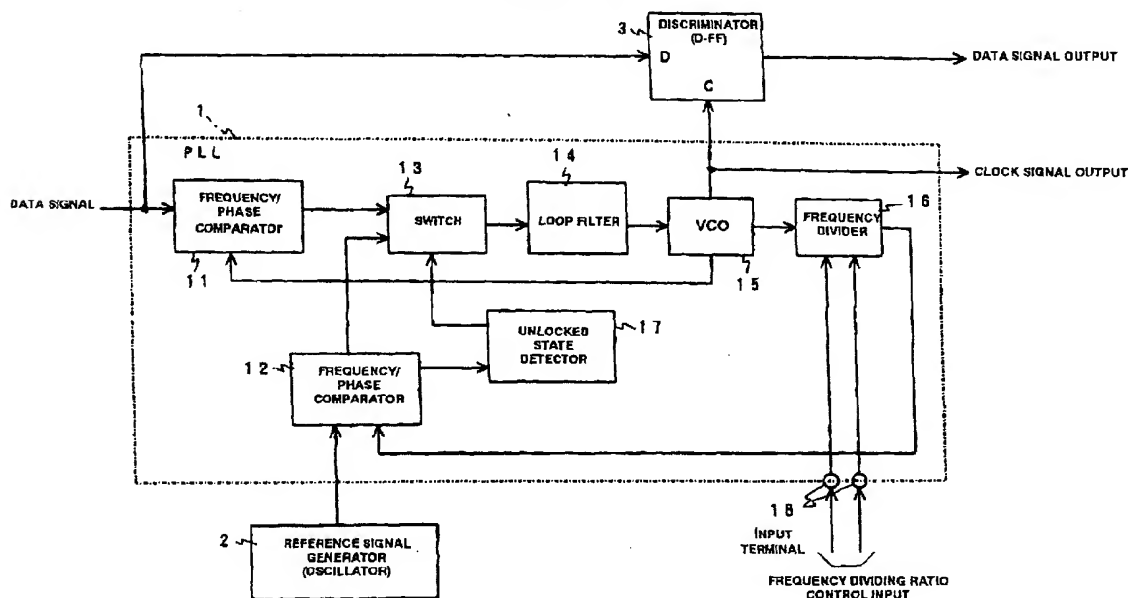 3
DISCRIMINATOR
(D-FF)
D
C
DATA SIGNAL OUTPUT
1
PLL
CLOCK SIGNAL OUTPUT
DATA SIGNAL
FREQUENCY/
PHASE
COMPARATOR
11
13
SWITCH
14
LOOP FILTER
VCO
15
FREQUENCY
DIVIDER
16
UNLOCKED
STATE
DETECTOR
17
12
FREQUENCY/
PHASE
COMPARATOR
18
INPUT
TERMINAL
2
REFERENCE SIGNAL
GENERATOR
(OSCILLATOR)
FREQUENCY DIVIDING RATIO
CONTROL INPUT